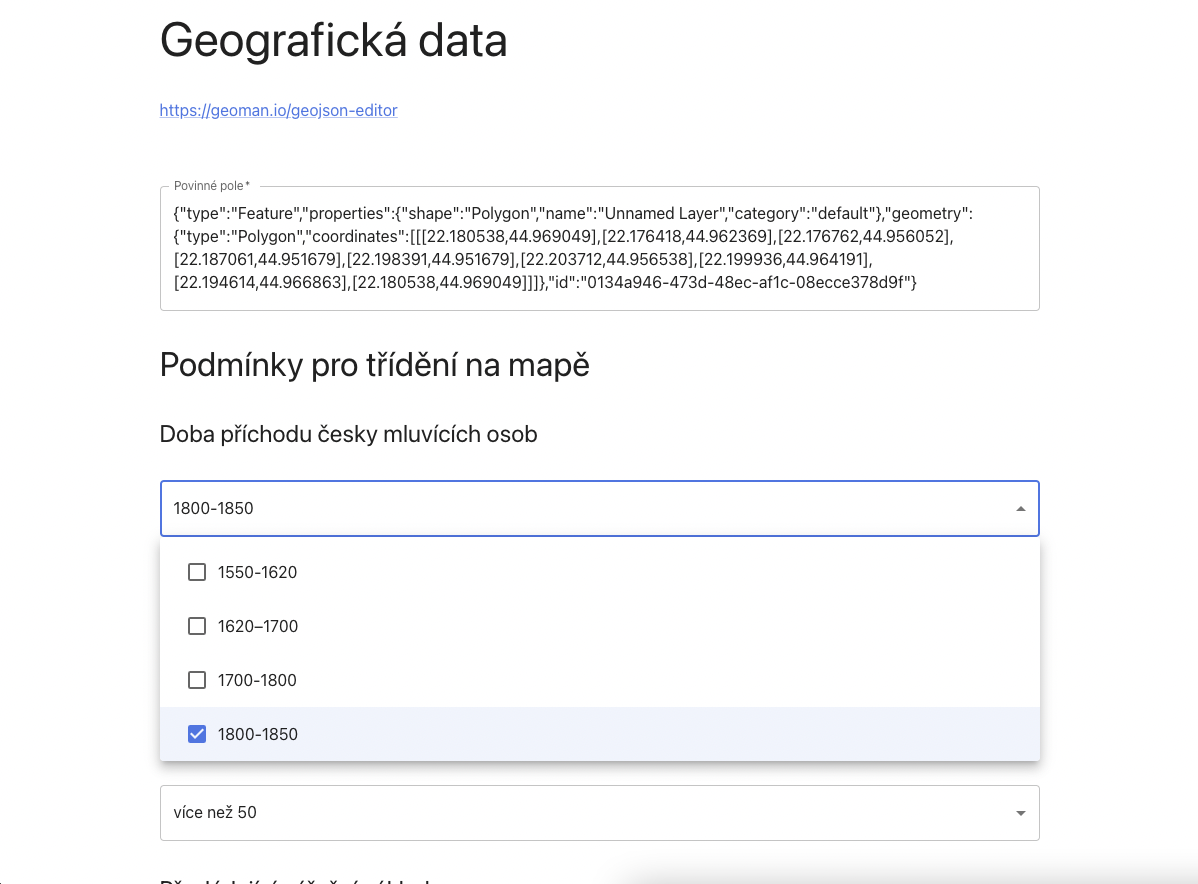 Geografická data
https://geoman.io/geojson-editor
Povinné pole*
{"type":"Feature","properties":{"shape":"Polygon","name":"Unnamed Layer","category":"default"},"geometry":
{"type":"Polygon","coordinates":[[[22.180538,44.969049],[22.176418,44.962369],[22.176762,44.956052],
[22.187061,44.951679],[22.198391,44.951679],[22.203712,44.956538],[22.199936,44.964191],
[22.194614,44.966863],[22.180538,44.969049]]]},"id":"0134a946-473d-48ec-af1c-08ecce378d9f"}
Podmínky pro třídění na mapě
Doba příchodu česky mluvících osob
1800-1850
1550-1620
1620–1700
1700-1800
1800-1850
více než 50